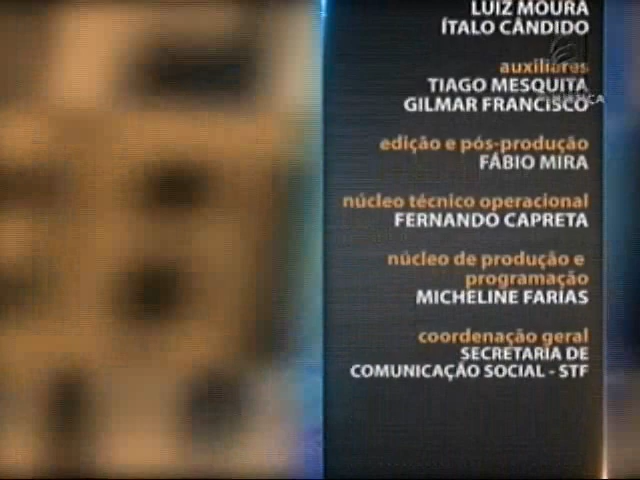 LUIZ MOURA
ÍTALO CÂNDIDO
auxiliares
TIAGO MESQUITA
GILMAR FRANCISCO
edição e pós-produção
FÁBIO MIRA
núcleo técnico operacional
FERNANDO CAPRETA
núcleo de produção e
programação
MICHELINE FARIAS
coordenação geral
SECRETARIA DE
COMUNICAÇÃO SOCIAL - STF